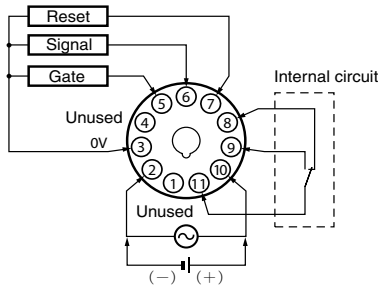 Reset
Signal
Gate
Internal circuit
Unused
0V
5
6
7
4
8
3
9
2
10
1
11
Unused
(−) (+)